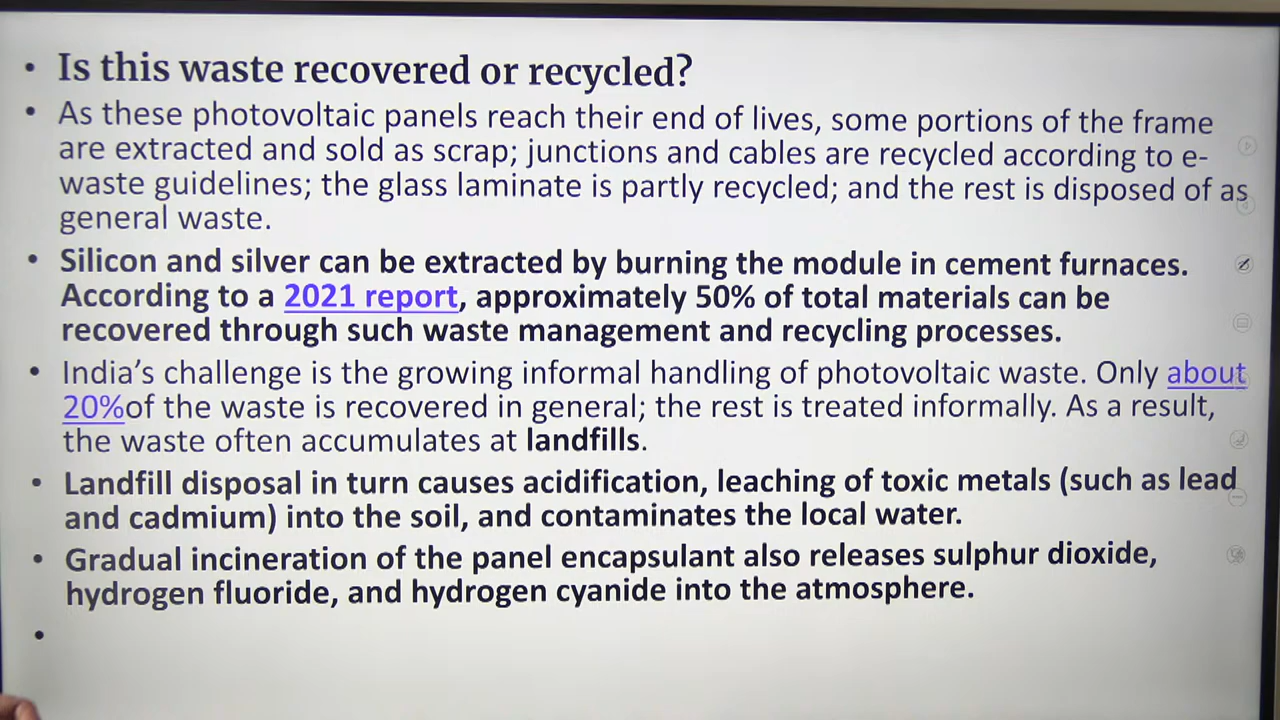 • Is this waste recovered or recycled?
• As these photovoltaic panels reach their end of lives, some portions of the frame
are extracted and sold as scrap; junctions and cables are recycled according to e-
waste guidelines; the glass laminate is partly recycled; and the rest is disposed of as
general waste.
• Silicon and silver can be extracted by burning the module in cement furnaces.
According to a 2021 report, approximately 50% of total materials can be
recovered through such waste management and recycling processes.
• India’s challenge is the growing informal handling of photovoltaic waste. Only about
20%of the waste is recovered in general; the rest is treated informally. As a result,
the waste often accumulates at landfills.
• Landfill disposal in turn causes acidification, leaching of toxic metals (such as lead
and cadmium) into the soil, and contaminates the local water.
• Gradual incineration of the panel encapsulant also releases sulphur dioxide,
hydrogen fluoride, and hydrogen cyanide into the atmosphere.
•